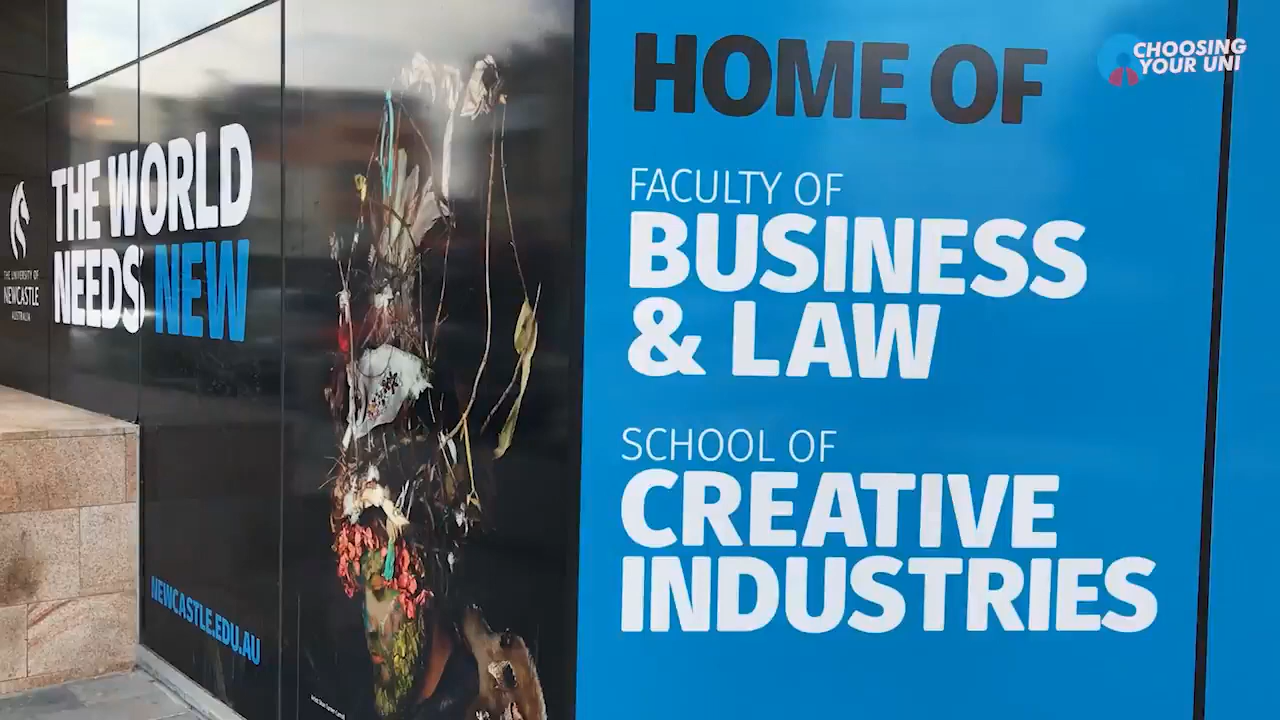 THE WORLD
NEEDS NEW
THE UNIVERSITY OF
NEWCASTLE
AUSTRALIA
NEWCASTLE.EDU.AU
HOME OF
FACULTY OF
BUSINESS
& LAW
SCHOOL OF
CREATIVE
INDUSTRIES
CHOOSING
YOUR UNI